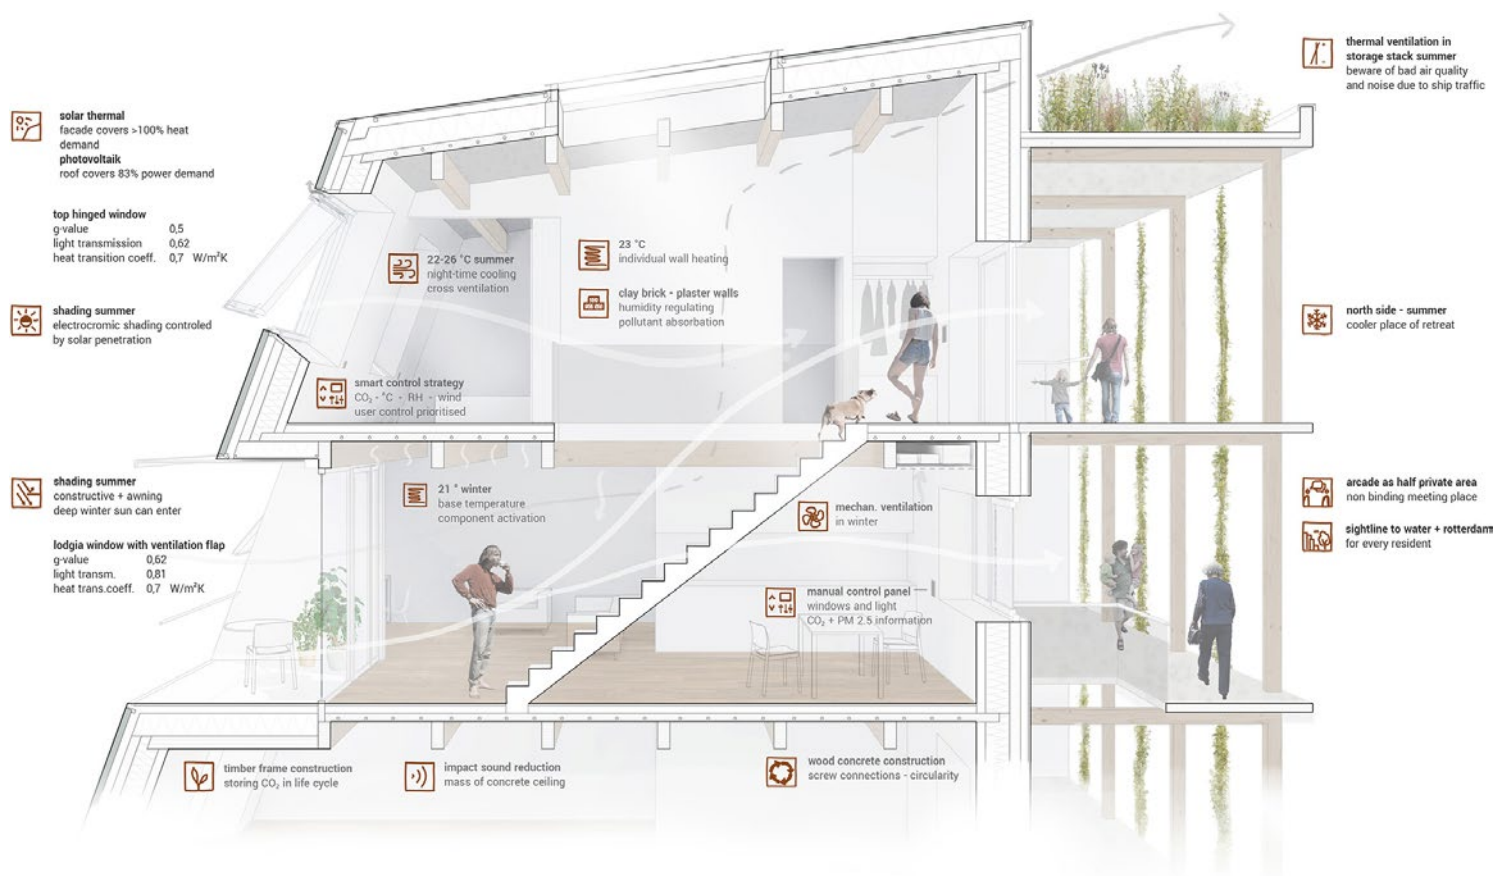 solar thermal
facade covers >100% heat
demand
photovoltaik
roof covers 83% power demand
top hinged window
g-value 0,5
light transmission 0,62
heat transition coeff. 0,7 W/m²K
shading summer
electrocromic shading controled
by solar penetration
shading summer
constructive + awning
deep winter sun can enter
lodgia window with ventilation flap
g-value 0,62
light transm. 0,81
heat trans.coeff. 0,7 W/m²K
22-26 °C summer
night-time cooling
cross ventilation
23 °C
individual wall heating
clay brick - plaster walls
humidity regulating
pollutant absorbation
smart control strategy
CO₂ - °C - RH - wind
user control prioritised
21 ° winter
base temperature
component activation
mechan. ventilation
in winter
manual control panel
windows and light
CO₂ + PM 2.5 information
timber frame construction
storing CO₂ in life cycle
impact sound reduction
mass of concrete ceiling
wood concrete construction
screw connections - circularity
thermal ventilation in
storage stack summer
beware of bad air quality
and noise due to ship traffic
north side - summer
cooler place of retreat
arcade as half private area
non binding meeting place
sightline to water + rotterdam
for every resident